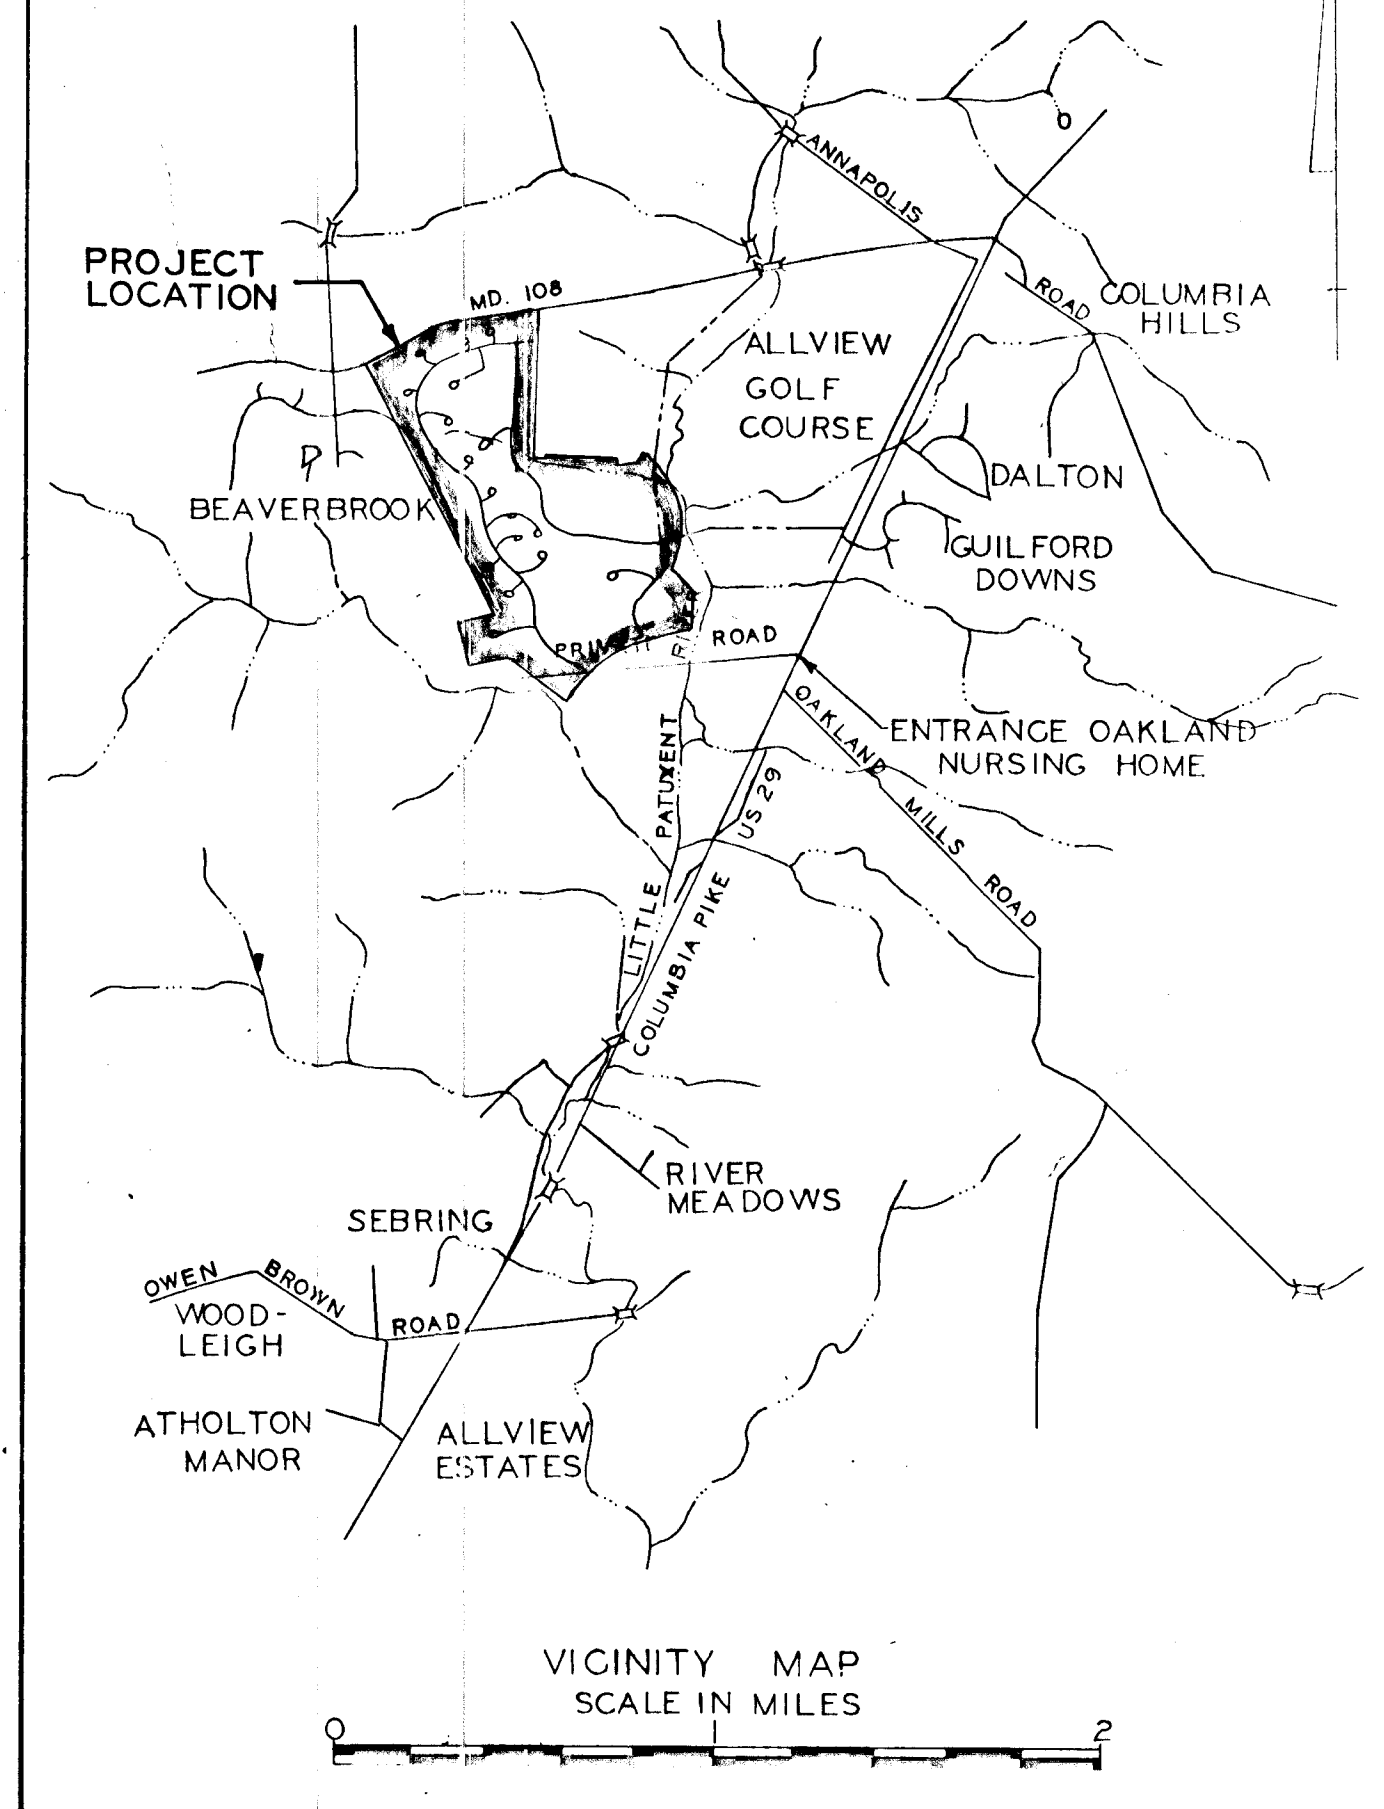 ANNAPOLIS
PROJECT
LOCATION
MD. 108
ROAD
COLUMBIA
HILLS
ALLVIEW
GOLF
COURSE
DALTON
BEAVERBROOK
GUILFORD
DOWNS
ROAD
OAKLAND MILLS ROAD
ENTRANCE OAKLAND
NURSING HOME
LITTLE PATUXENT
US 29
COLUMBIA PIKE
RIVER
MEADOWS
SEBRING
OWEN BROWN ROAD
WOOD-
LEIGH
ATHOLTON
MANOR
ALLVIEW
ESTATES
VICINITY MAP
SCALE IN MILES
0 1 2